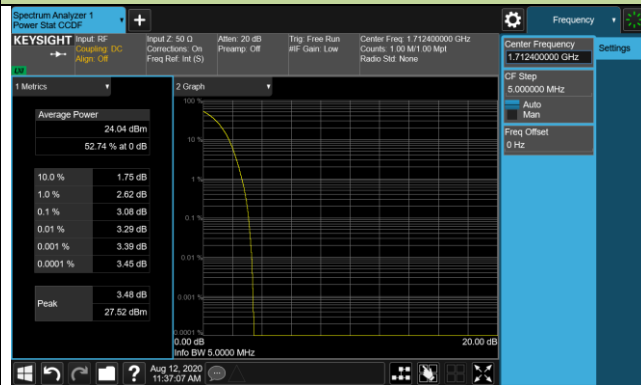 Spectrum Analyzer 1
Power Stat CCDF
Frequency
KEYSIGHT
Input: RF
Coupling: DC
Align: Off
Input Z: 50 Ω
Corrections: On
Freq Ref: Int (S)
Atten: 20 dB
Preamp: Off
Trig: Free Run
#IF Gain: Low
Center Freq: 1.712400000 GHz
Counts: 1.00 M/1.00 Mpt
Radio Std: None
Center Frequency
1.712400000 GHz
Settings
CF Step
5.000000 MHz
Auto
Man
Freq Offset
0 Hz
1 Metrics
Average Power
24.04 dBm
52.74 % at 0 dB
10.0 % 1.75 dB
1.0 % 2.62 dB
0.1 % 3.08 dB
0.01 % 3.29 dB
0.001 % 3.39 dB
0.0001 % 3.45 dB
Peak
3.48 dB
27.52 dBm
2 Graph
100 %
10 %
1 %
0.1 %
0.01 %
0.001 %
0.0001 %
0.00 dB
20.00 dB
Info BW 5.0000 MHz
?
Aug 12, 2020
11:37:07 AM